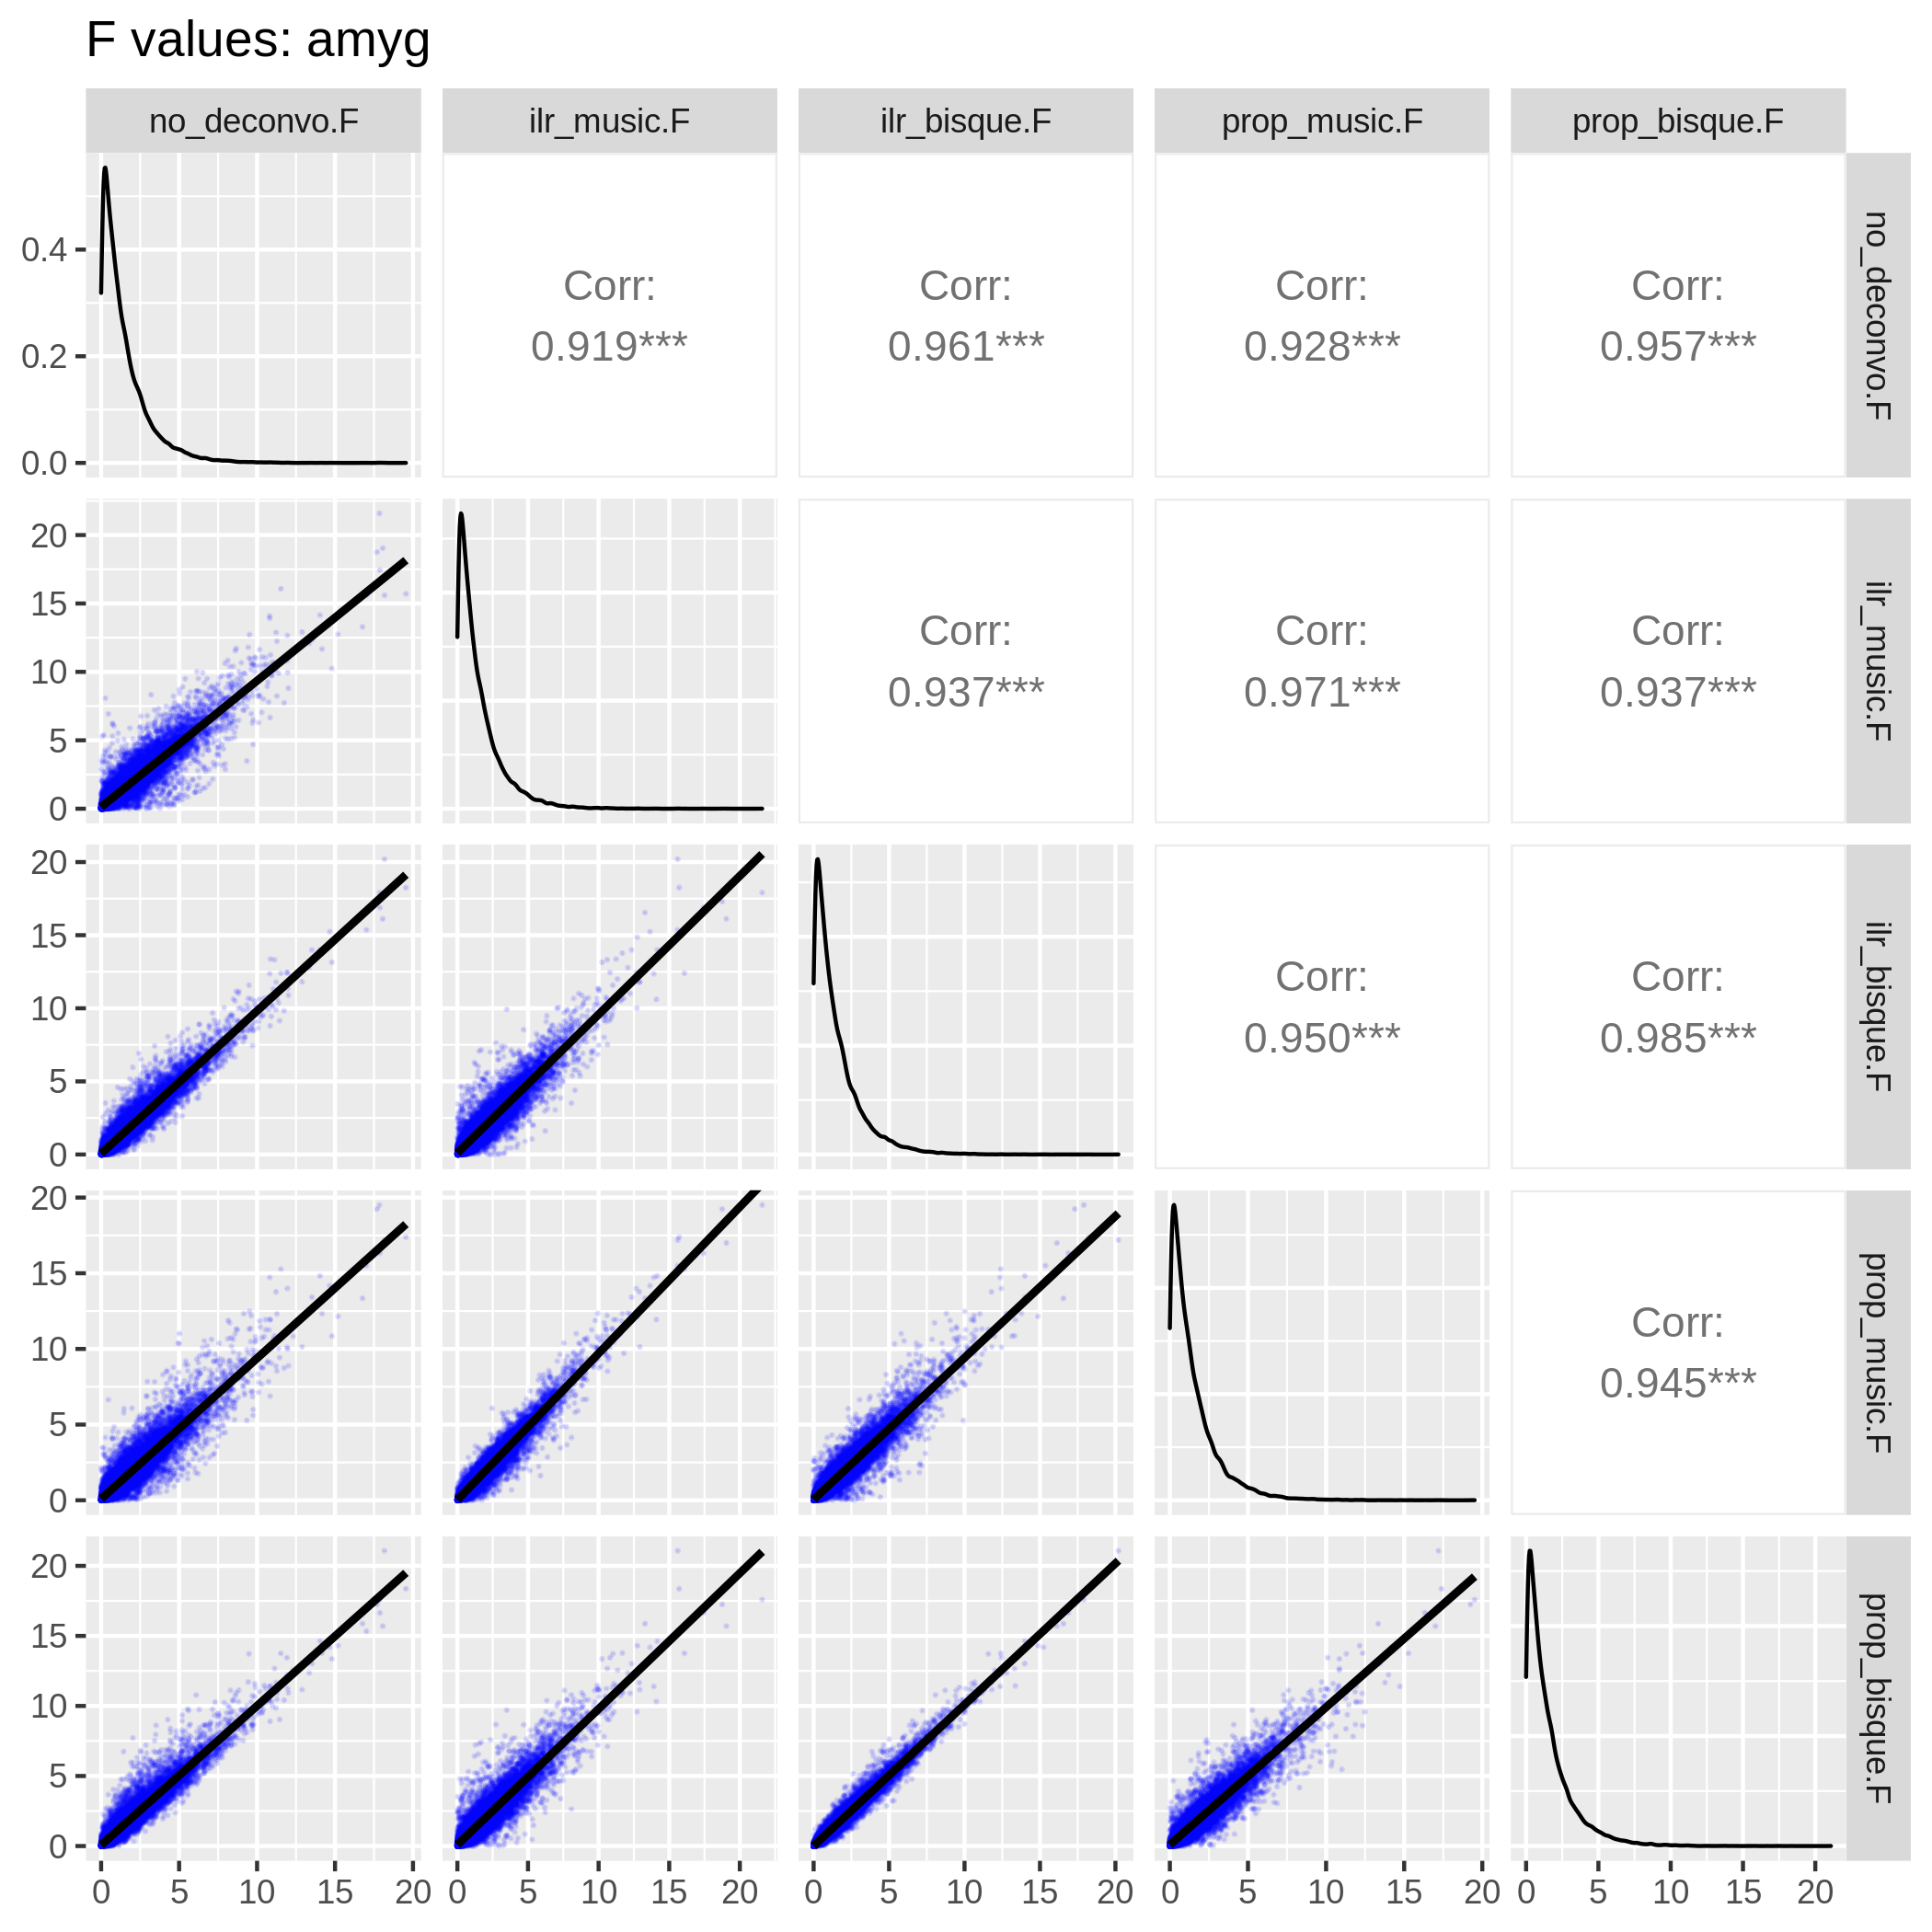 F values: amyg
no_deconvo.F ilr_music.F ilr_bisque.F prop_music.F prop_bisque.F
0.4
0.2
0.0
Corr:
0.919***
Corr:
0.961***
Corr:
0.928***
Corr:
0.957***
no_deconvo.F
20
15
10
5
0
Corr:
0.937***
Corr:
0.971***
Corr:
0.937***
ilr_music.F
20
15
10
5
0
Corr:
0.950***
Corr:
0.985***
ilr_bisque.F
20
15
10
5
0
Corr:
0.945***
prop_music.F
20
15
10
5
0
prop_bisque.F
0 5 10 15 20 0 5 10 15 20 0 5 10 15 20 0 5 10 15 20 0 5 10 15 20